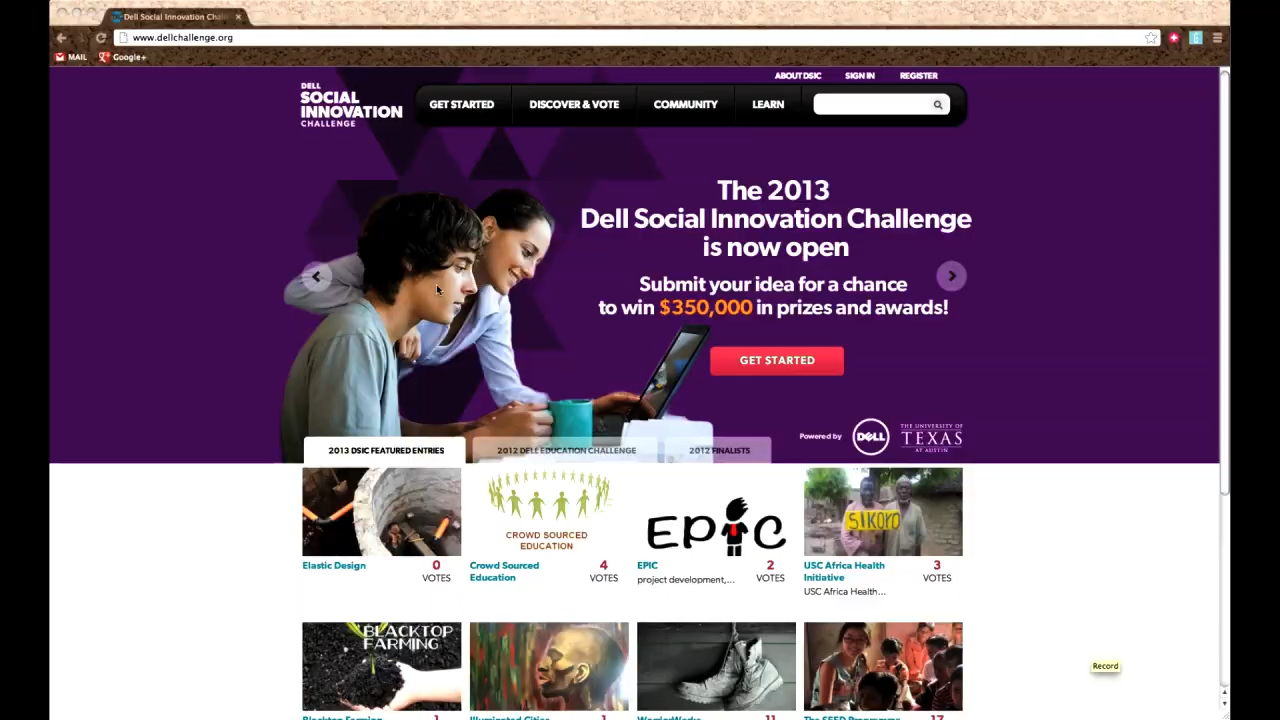 Dell Social Innovation Chal
www.dellchallenge.org
MAIL
Google+
ABOUT DSIC
SIGN IN
REGISTER
DELL
SOCIAL
INNOVATION
CHALLENGE
GET STARTED
DISCOVER & VOTE
COMMUNITY
LEARN
The 2013
Dell Social Innovation Challenge
is now open
Submit your idea for a chance
to win $350,000 in prizes and awards!
GET STARTED
Powered by
DELL
THE UNIVERSITY OF
TEXAS
AT AUSTIN
2013 DSIC FEATURED ENTRIES
2012 DELL EDUCATION CHALLENGE
2012 FINALISTS
CROWD SOURCED
EDUCATION
EPIC
SIKORO
Elastic Design
0
VOTES
Crowd Sourced
Education
4
VOTES
EPIC
project development,...
2
VOTES
USC Africa Health
Initiative
USC Africa Health...
3
VOTES
BLACKTOP
FARMING
Record
Blacktop Farming
1
Illuminated Cities
1
WonderWorks
11
The SEED Programme
17